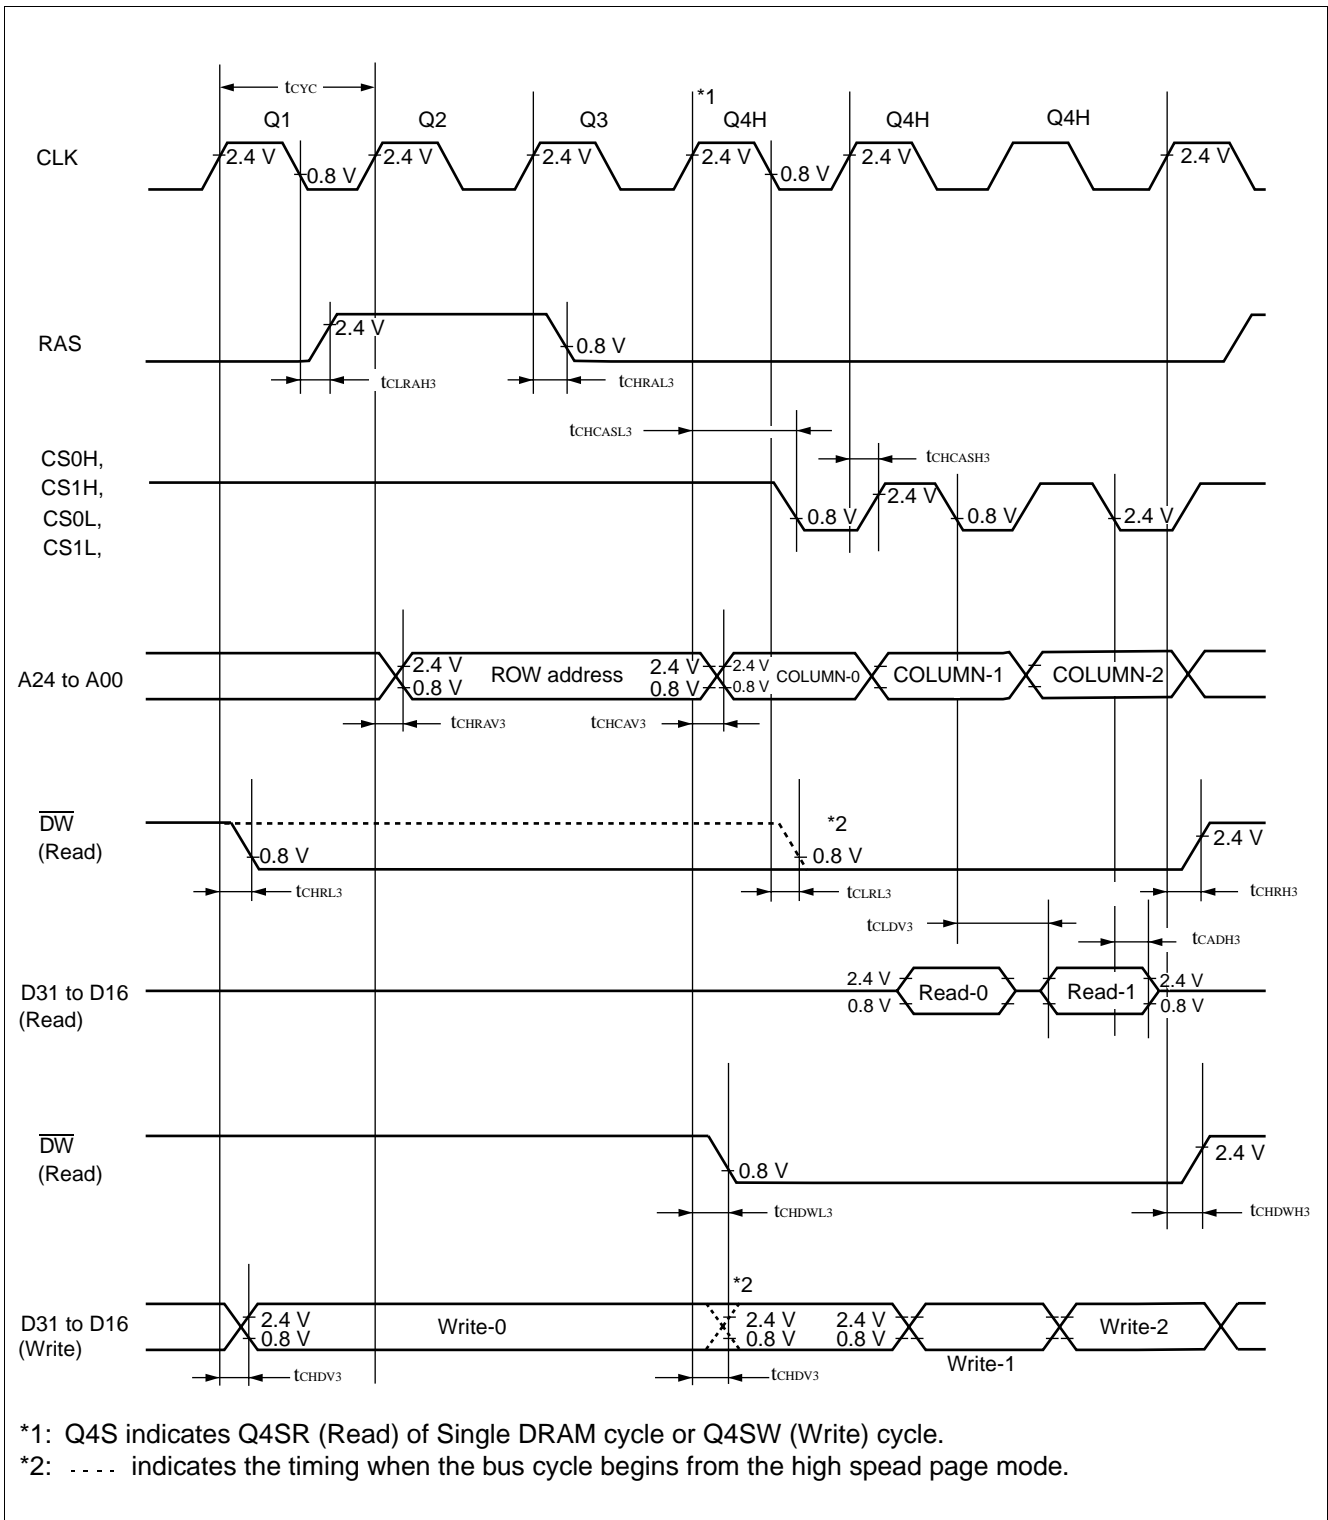 tCYC
*1
Q1 Q2 Q3 Q4H Q4H Q4H
CLK 2.4 V 0.8 V 2.4 V 2.4 V 2.4 V 0.8 V 2.4 V 2.4 V
RAS 2.4 V 0.8 V
tCLRAH3 tCHRAL3
tCHCASL3
tCHCASH3
CS0H,
CS1H,
CS0L,
CS1L,
0.8 V 2.4 V 0.8 V 2.4 V
A24 to A00 2.4 V 0.8 V ROW address 2.4 V 0.8 V 2.4 V 0.8 V COLUMN-0 COLUMN-1 COLUMN-2
tCHRAV3 tCHCAV3
DW
(Read)
0.8 V *2 0.8 V 2.4 V
tCHRL3 tCLRL3 tCHRH3
tCLDV3 tCADH3
D31 to D16
(Read)
2.4 V 0.8 V Read-0 Read-1 2.4 V 0.8 V
DW
(Read)
0.8 V 2.4 V
tCHDWL3 tCHDWH3
*2
D31 to D16
(Write)
2.4 V 0.8 V Write-0 2.4 V 0.8 V 2.4 V 0.8 V Write-1 Write-2
tCHDV3 tCHDV3
*1: Q4S indicates Q4SR (Read) of Single DRAM cycle or Q4SW (Write) cycle.
*2: ---- indicates the timing when the bus cycle begins from the high spead page mode.